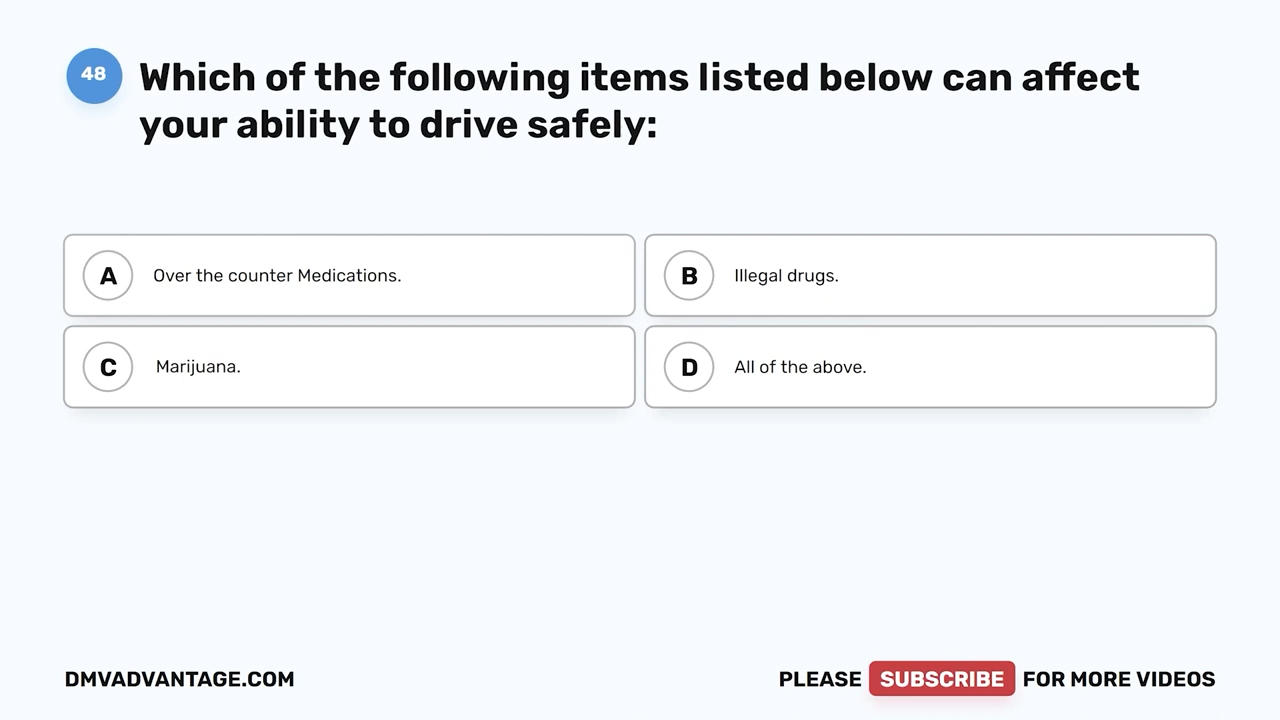 48
Which of the following items listed below can affect
your ability to drive safely:
A
Over the counter Medications.
B
Illegal drugs.
C
Marijuana.
D
All of the above.
DMVADVANTAGE.COM
PLEASE SUBSCRIBE FOR MORE VIDEOS